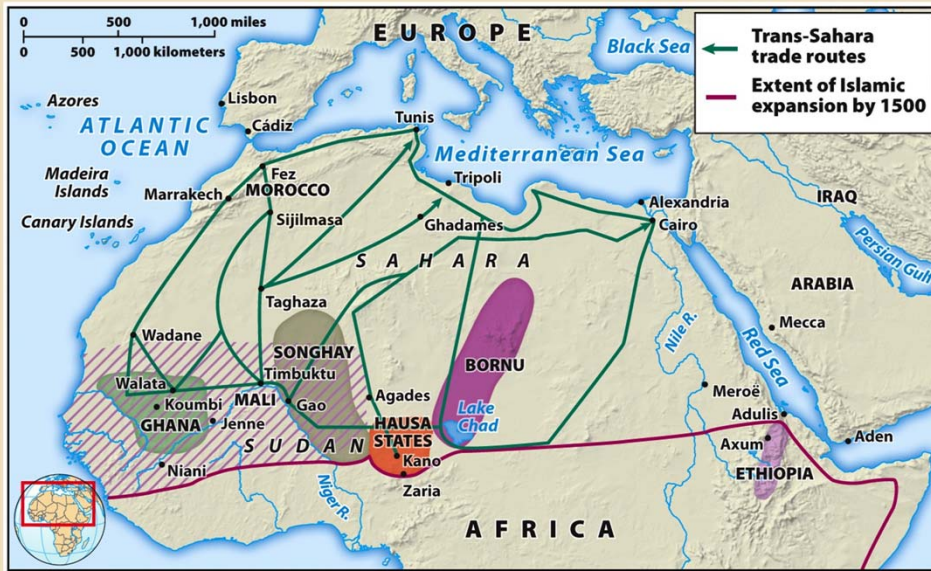 0 500 1,000 miles
0 500 1,000 kilometers
EUROPE
Black Sea
Trans-Sahara
trade routes
Extent of Islamic
expansion by 1500
Azores
Lisbon
Cádiz
ATLANTIC
OCEAN
Tunis
Mediterranean Sea
Madeira
Islands
Fez
Marrakech
MOROCCO
Tripoli
Canary Islands
Sijilmasa
Ghadames
Alexandria
Cairo
IRAQ
Persian Gulf
SAHARA
Taghaza
ARABIA
Wadane
SONGHAY
BORNU
Nile R.
Mecca
Red Sea
Walata
Timbuktu
MALI
Koumbi
GHANA
Jenne
Gao
Agades
Lake
Chad
Meroë
Adulis
SUDAN
HAUSA
STATES
Axum
Aden
Niani
Kano
Zaria
ETHIOPIA
Niger R.
AFRICA